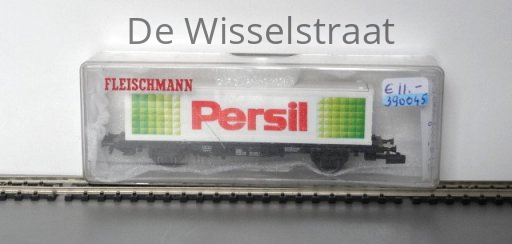 De Wisselstraat
FLEISCHMANN
€ 11.-
390045
Persil